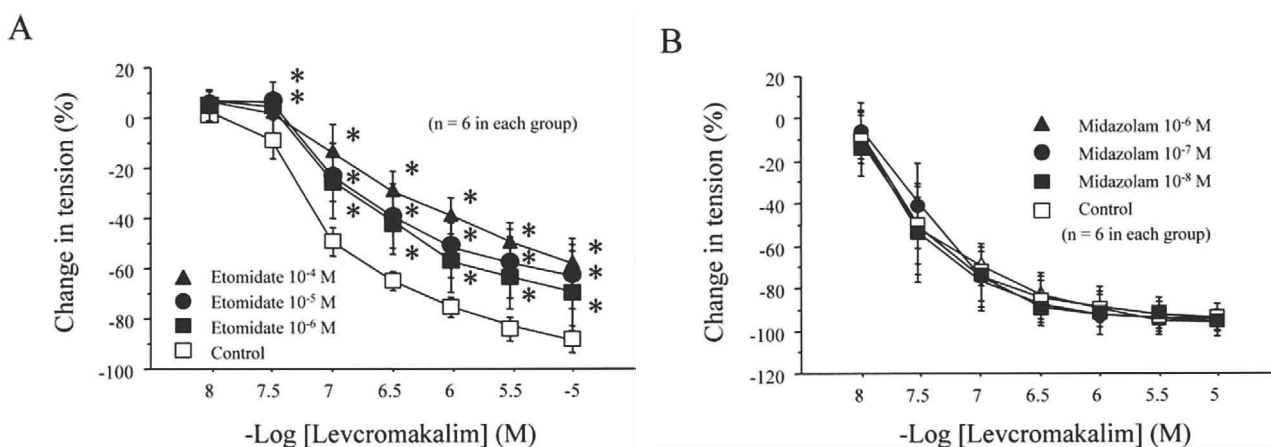 A
Change in tension (%)
20
0
-20
-40
-60
-80
-100
* * * * * * *
* * * * * *
* * * * *
(n = 6 in each group)
Etomidate 10-4 M
Etomidate 10-5 M
Etomidate 10-6 M
Control
8 7.5 7 6.5 6 5.5 -5
-Log [Levcromakalim] (M)
B
Change in tension (%)
20
0
-20
-40
-60
-80
-100
-120
Midazolam 10-6 M
Midazolam 10-7 M
Midazolam 10-8 M
Control
(n = 6 in each group)
8 7.5 7 6.5 6 5.5 5
-Log [Levcromakalim] (M)